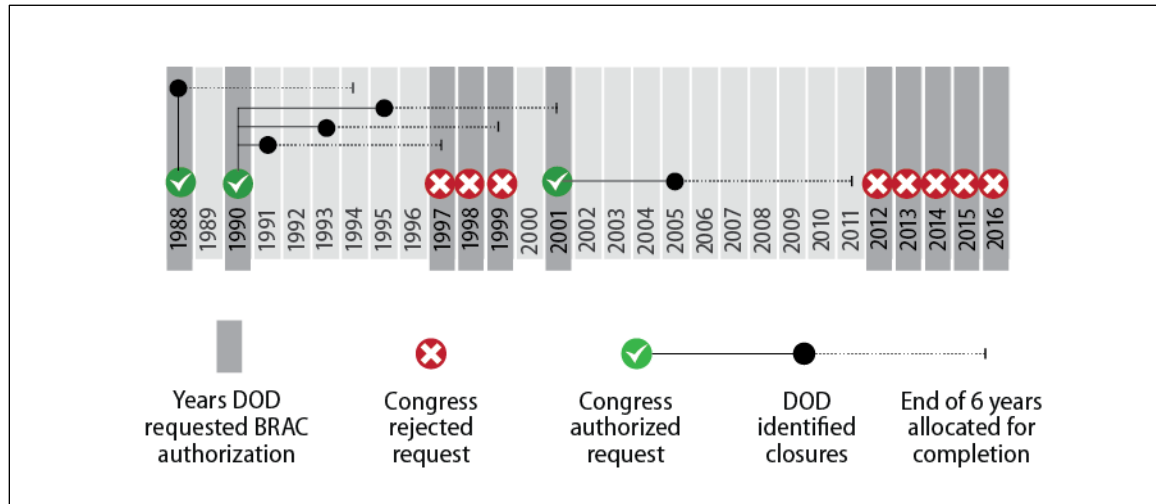 1988
1989
1990
1991
1992
1993
1994
1995
1996
1997
1998
1999
2000
2001
2002
2003
2004
2005
2006
2007
2008
2009
2010
2011
2012
2013
2014
2015
2016
Years DOD
requested BRAC
authorization
Congress
rejected
request
Congress
authorized
request
DOD
identified
closures
End of 6 years
allocated for
completion